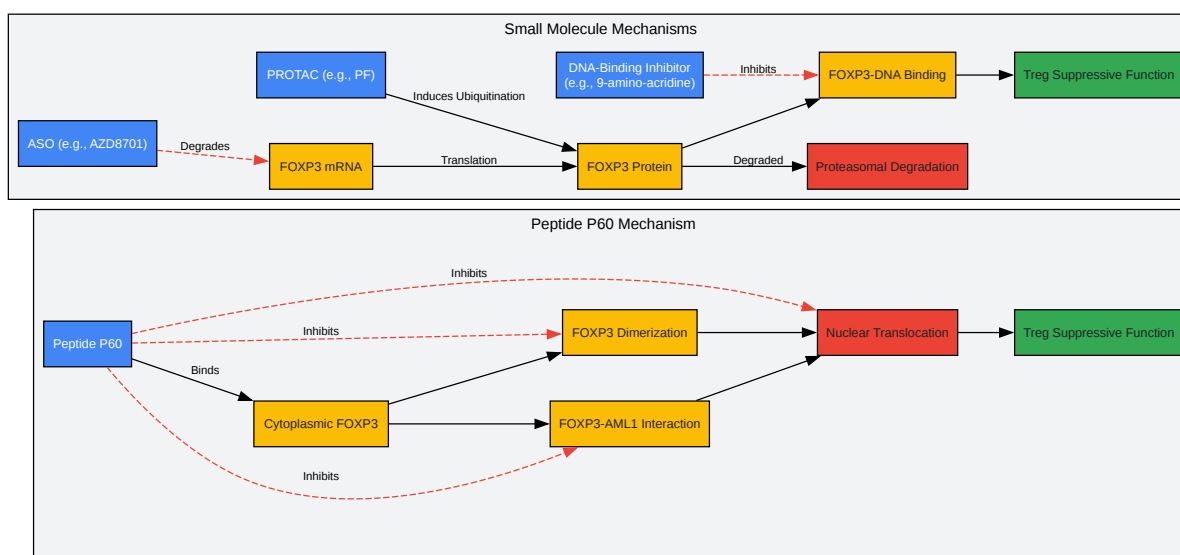 Small Molecule Mechanisms
PROTAC (e.g., PF)
DNA-Binding Inhibitor
(e.g., 9-amino-acridine)
Inhibits
FOXP3-DNA Binding
Treg Suppressive Function
Induces Ubiquitination
ASO (e.g., AZD8701)
Degrades
FOXP3 mRNA
Translation
FOXP3 Protein
Degraded
Proteasomal Degradation
Peptide P60 Mechanism
Inhibits
Peptide P60
Inhibits
FOXP3 Dimerization
Nuclear Translocation
Treg Suppressive Function
Binds
Cytoplasmic FOXP3
FOXP3-AML1 Interaction
Inhibits